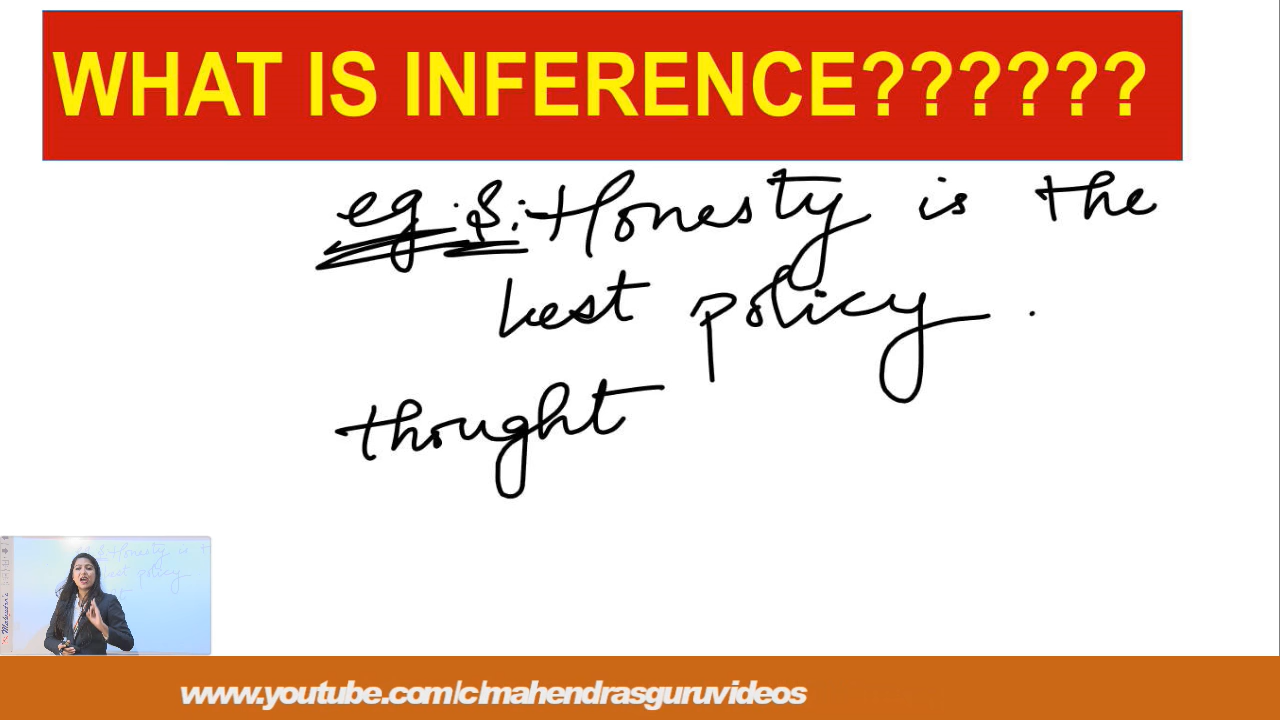 WHAT IS INFERENCE??????
eg: S:- Honesty is the
best policy.
thought
www.youtube.com/c/mahendrasguruvideos